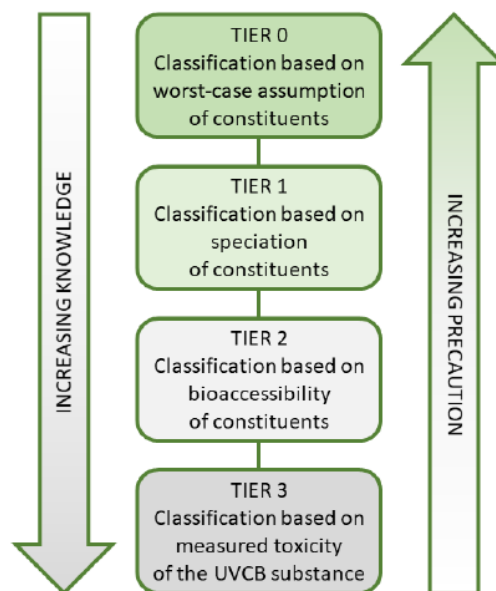 TIER 0
Classification based on
worst-case assumption
of constituents
TIER 1
Classification based on
speciation
of constituents
TIER 2
Classification based on
bioaccessibility
of constituents
TIER 3
Classification based on
measured toxicity
of the UVCB substance
INCREASING KNOWLEDGE
INCREASING PRECAUTION